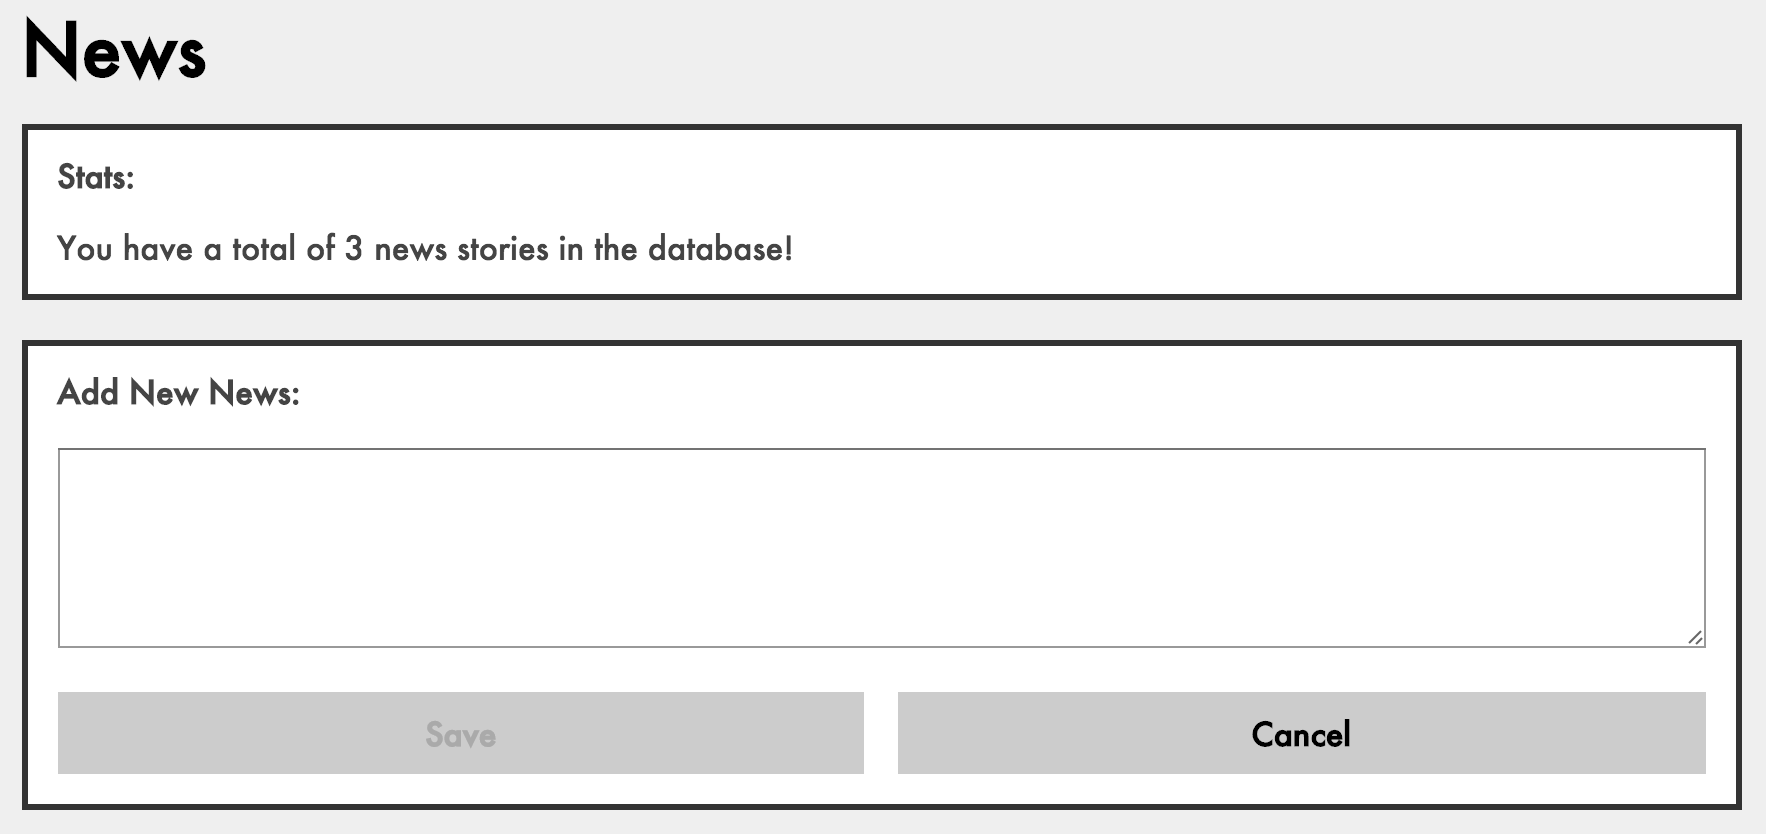 News
Stats:
You have a total of 3 news stories in the database!
Add New News:
Save
Cancel